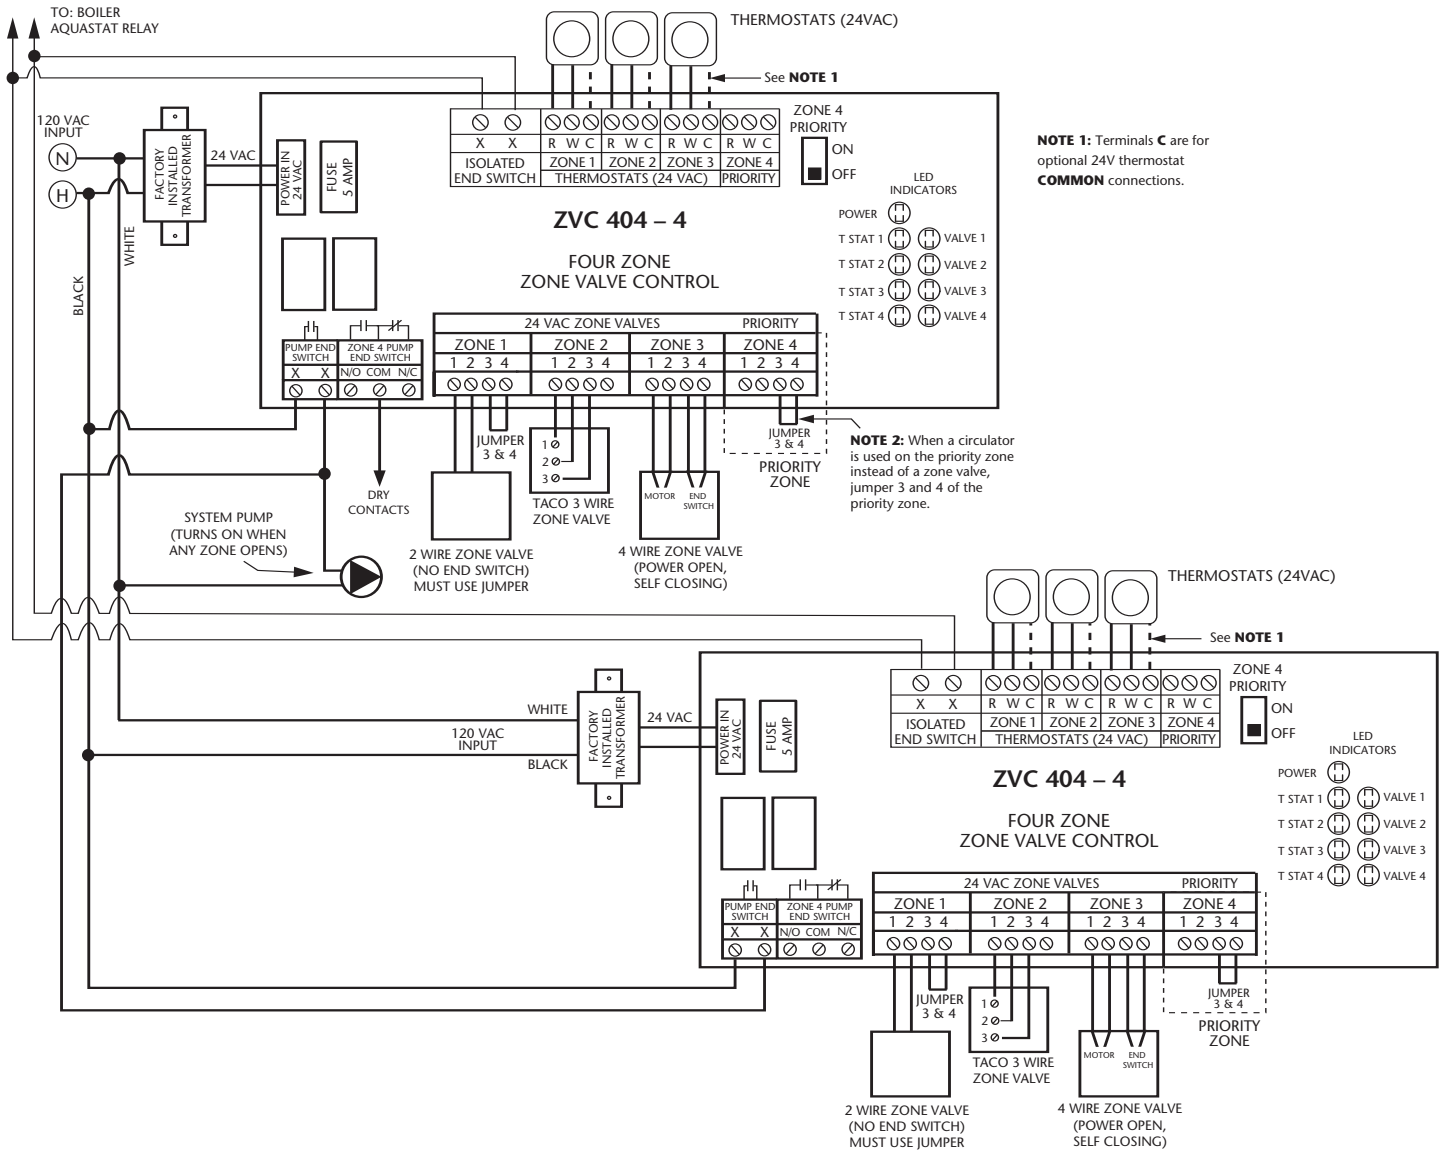 TO: BOILER
AQUASTAT RELAY
THERMOSTATS (24VAC)
See NOTE 1
120 VAC
INPUT
N
H
FACTORY
INSTALLED
TRANSFORMER
24 VAC
POWER IN
24 VAC
FUSE
5 AMP
WHITE
BLACK
X X R W C R W C R W C R W C
ISOLATED
END SWITCH
ZONE 1 ZONE 2 ZONE 3 ZONE 4
THERMOSTATS (24 VAC) PRIORITY
ZONE 4
PRIORITY
ON
OFF
NOTE 1: Terminals C are for
optional 24V thermostat
COMMON connections.
LED
INDICATORS
POWER
T STAT 1 VALVE 1
T STAT 2 VALVE 2
T STAT 3 VALVE 3
T STAT 4 VALVE 4
ZVC 404 – 4
FOUR ZONE
ZONE VALVE CONTROL
PUMP END
SWITCH
X X
ZONE 4 PUMP
END SWITCH
N/O COM N/C
24 VAC ZONE VALVES PRIORITY
ZONE 1 ZONE 2 ZONE 3 ZONE 4
1 2 3 4 1 2 3 4 1 2 3 4 1 2 3 4
JUMPER
3 & 4
1
2
3
TACO 3 WIRE
ZONE VALVE
MOTOR
END
SWITCH
JUMPER
3 & 4
PRIORITY
ZONE
NOTE 2: When a circulator
is used on the priority zone
instead of a zone valve,
jumper 3 and 4 of the
priority zone.
DRY
CONTACTS
SYSTEM PUMP
(TURNS ON WHEN
ANY ZONE OPENS)
2 WIRE ZONE VALVE
(NO END SWITCH)
MUST USE JUMPER
4 WIRE ZONE VALVE
(POWER OPEN,
SELF CLOSING)
THERMOSTATS (24VAC)
See NOTE 1
WHITE
120 VAC
INPUT
BLACK
FACTORY
INSTALLED
TRANSFORMER
24 VAC
POWER IN
24 VAC
FUSE
5 AMP
X X R W C R W C R W C R W C
ISOLATED
END SWITCH
ZONE 1 ZONE 2 ZONE 3 ZONE 4
THERMOSTATS (24 VAC) PRIORITY
ZONE 4
PRIORITY
ON
OFF
LED
INDICATORS
POWER
T STAT 1 VALVE 1
T STAT 2 VALVE 2
T STAT 3 VALVE 3
T STAT 4 VALVE 4
ZVC 404 – 4
FOUR ZONE
ZONE VALVE CONTROL
PUMP END
SWITCH
X X
ZONE 4 PUMP
END SWITCH
N/O COM N/C
24 VAC ZONE VALVES PRIORITY
ZONE 1 ZONE 2 ZONE 3 ZONE 4
1 2 3 4 1 2 3 4 1 2 3 4 1 2 3 4
JUMPER
3 & 4
1
2
3
TACO 3 WIRE
ZONE VALVE
MOTOR
END
SWITCH
JUMPER
3 & 4
PRIORITY
ZONE
2 WIRE ZONE VALVE
(NO END SWITCH)
MUST USE JUMPER
4 WIRE ZONE VALVE
(POWER OPEN,
SELF CLOSING)